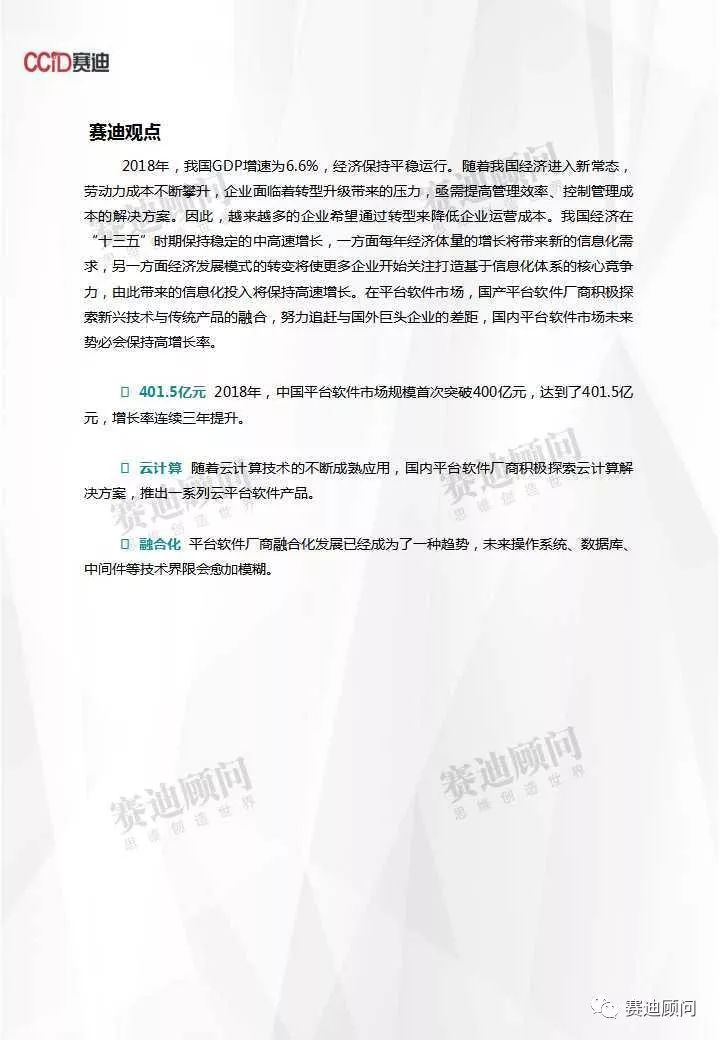 CCID赛迪
赛迪观点
2018年，我国GDP增速为6.6%，经济保持平稳运行。随着我国经济进入新常态，
劳动力成本不断攀升，企业面临着转型升级带来的压力，亟需提高管理效率、控制管理成
本的解决方案。因此，越来越多的企业希望通过转型来降低企业运营成本。我国经济在
“十三五”时期保持稳定的中高速增长，一方面每年经济体量的增长将带来新的信息化需
求，另一方面经济发展模式的转变将使更多企业开始关注打造基于信息化体系的核心竞争
力，由此带来的信息化投入将保持高速增长。在平台软件市场，国产平台软件厂商积极探
索新兴技术与传统产品的融合，努力追赶与国外巨头企业的差距，国内平台软件市场未来
势必会保持高增长率。
401.5亿元 2018年，中国平台软件市场规模首次突破400亿元，达到了401.5亿
元，增长率连续三年提升。
云计算 随着云计算技术的不断成熟应用，国内平台软件厂商积极探索云计算解
决方案，推出一系列云平台软件产品。
融合化 平台软件厂商融合化发展已经成为了一种趋势，未来操作系统、数据库、
中间件等技术界限会愈加模糊。
赛迪顾问
思维创造世界
赛迪顾问
思维创造世界
赛迪顾问
思维创造世界
赛迪顾问
思维创造世界
赛迪顾问
思维创造世界
赛迪顾问
思维创造世界
赛迪顾问